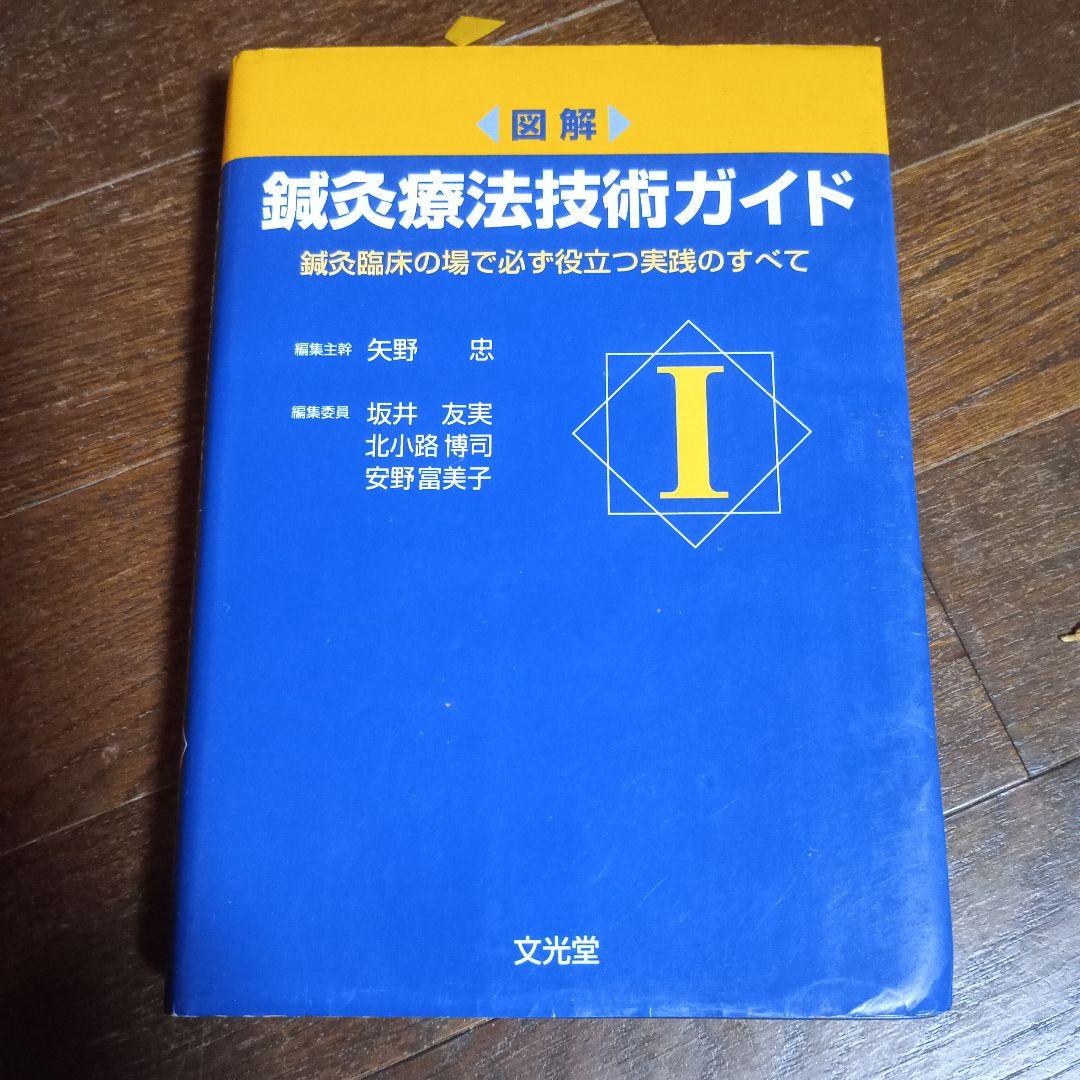 図解
鍼灸療法技術ガイド
鍼灸臨床の場で必ず役立つ実践のすべて
編集主幹 矢野 忠
編集委員 坂井 友実
北小路 博司
安野 富美子
I
文光堂